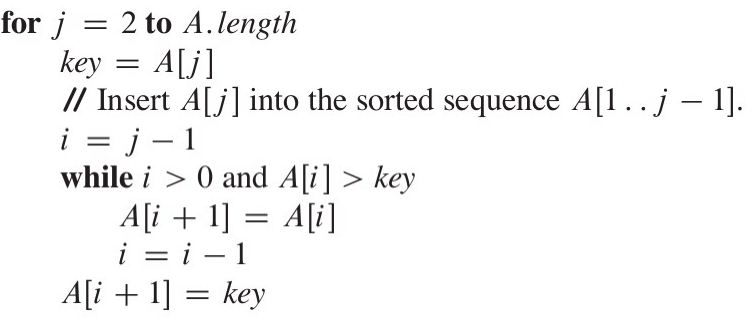 for j = 2 to A.length
key = A[j]
// Insert A[j] into the sorted sequence A[1 . . j − 1].
i = j − 1
while i > 0 and A[i] > key
A[i + 1] = A[i]
i = i − 1
A[i + 1] = key